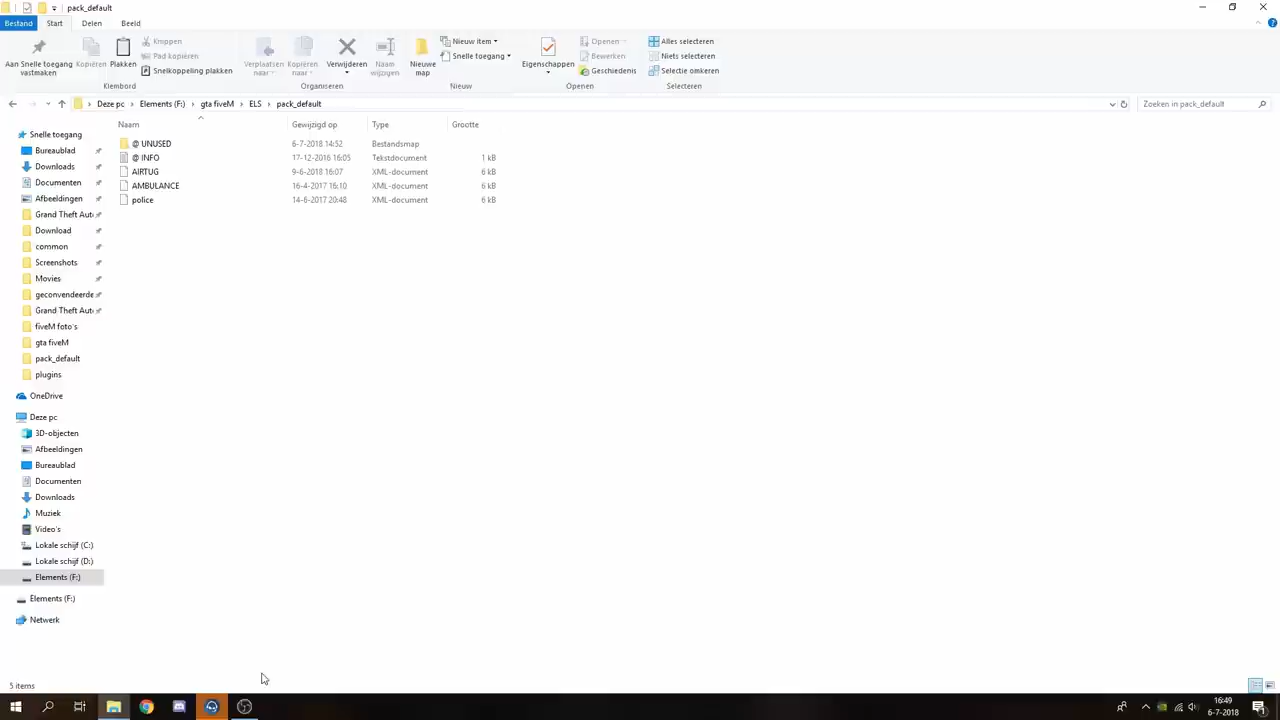 pack_default
Bestand Start Delen Beeld
Aan Snelle toegang vastmaken
Kopiëren
Plakken
Knippen
Pad kopiëren
Snelkoppeling plakken
Klembord
Verplaatsen naar
Kopiëren naar
Verwijderen
Naam wijzigen
Organiseren
Nieuwe map
Nieuw item
Snelle toegang
Nieuw
Eigenschappen
Openen
Bewerken
Geschiedenis
Openen
Alles selecteren
Niets selecteren
Selectie omkeren
Selecteren
Deze pc > Elements (F:) > gta fiveM > ELS > pack_default
Zoeken in pack_default
Naam Gewijzigd op Type Grootte
@ UNUSED 6-7-2018 14:52 Bestandsmap
@ INFO 17-12-2016 16:05 Tekstdocument 1 kB
AIRTUG 9-6-2018 16:07 XML-document 6 kB
AMBULANCE 16-4-2017 16:10 XML-document 6 kB
police 14-6-2017 20:48 XML-document 6 kB
Snelle toegang
Bureaublad
Downloads
Documenten
Afbeeldingen
Grand Theft Aut
Download
common
Screenshots
Movies
geconvendeerde
Grand Theft Aut
fiveM foto's
gta fiveM
pack_default
plugins
OneDrive
Deze pc
3D-objecten
Afbeeldingen
Bureaublad
Documenten
Downloads
Muziek
Video's
Lokale schijf (C:)
Lokale schijf (D:)
Elements (F:)
Elements (F:)
Netwerk
5 items
16:49
6-7-2018